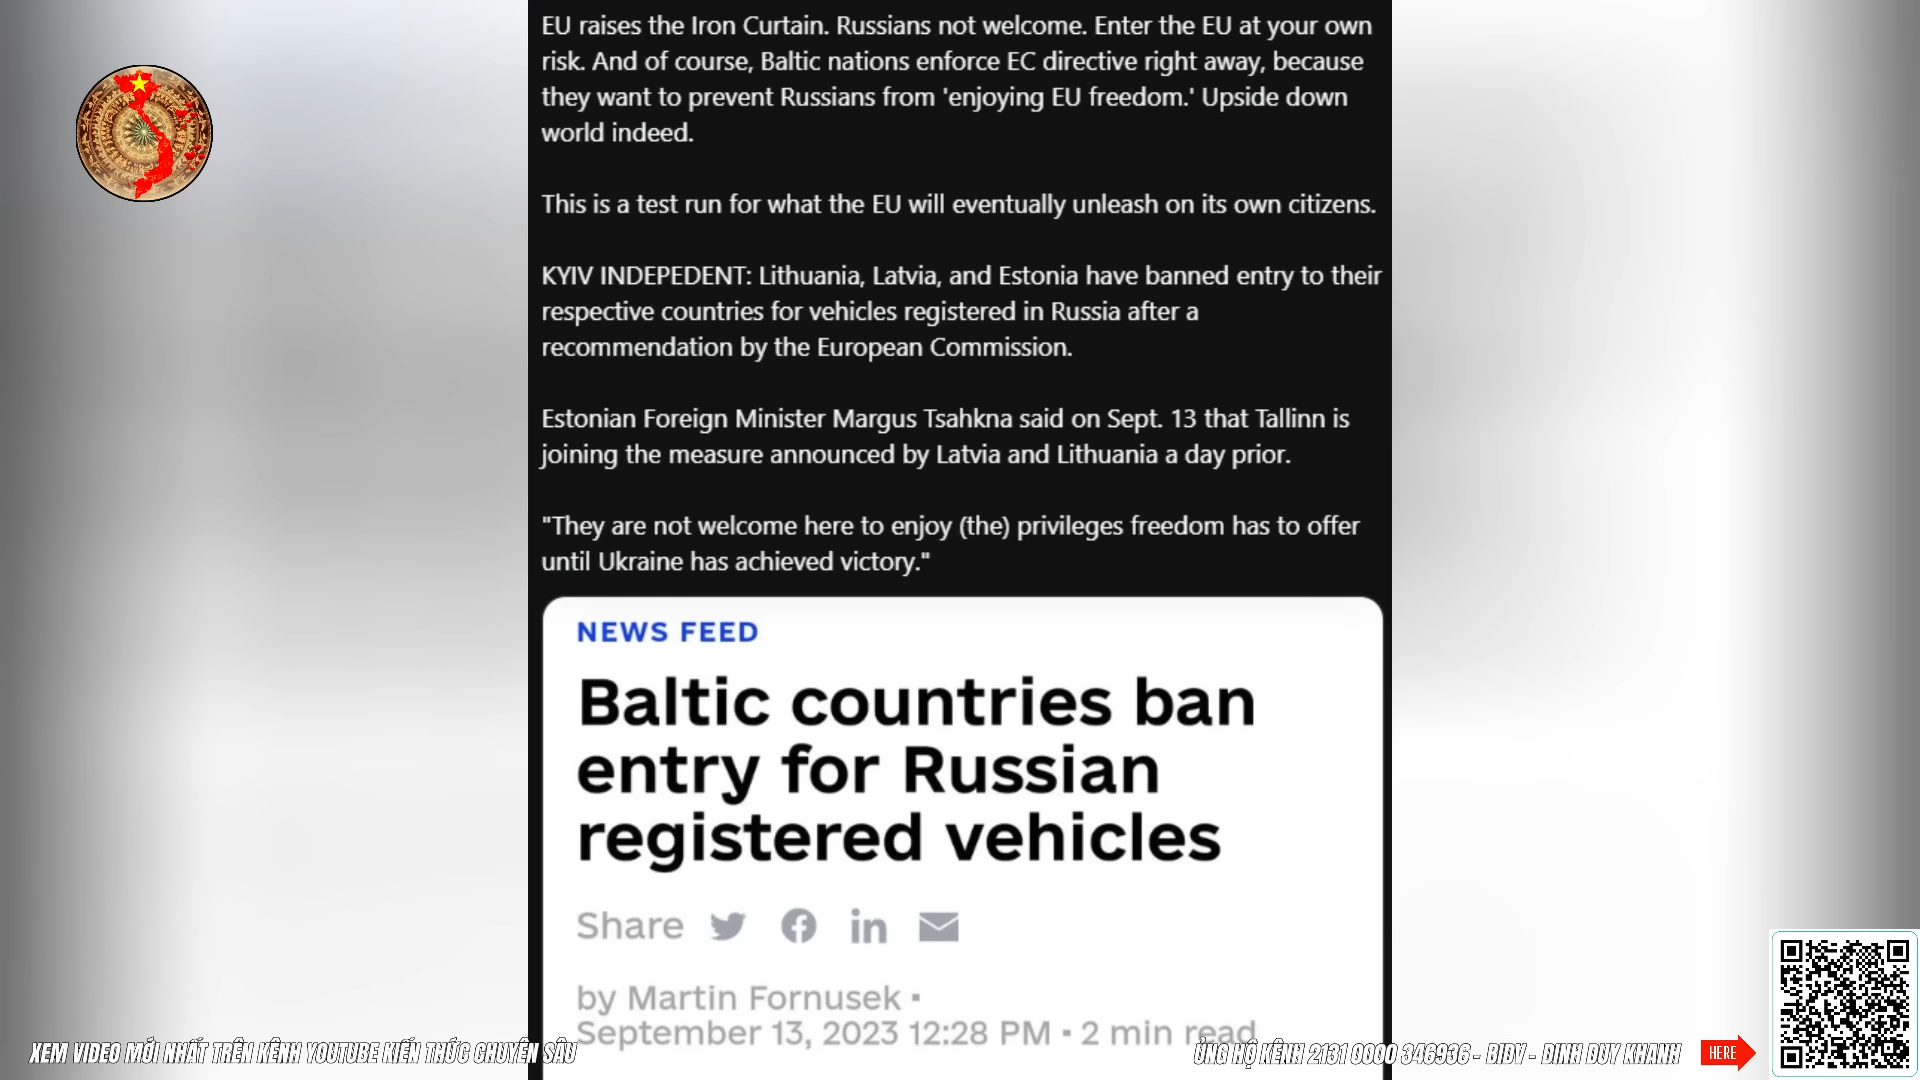 EU raises the Iron Curtain. Russians not welcome. Enter the EU at your own
risk. And of course, Baltic nations enforce EC directive right away, because
they want to prevent Russians from 'enjoying EU freedom.' Upside down
world indeed.
This is a test run for what the EU will eventually unleash on its own citizens.
KYIV INDEPEDENT: Lithuania, Latvia, and Estonia have banned entry to their
respective countries for vehicles registered in Russia after a
recommendation by the European Commission.
Estonian Foreign Minister Margus Tsahkna said on Sept. 13 that Tallinn is
joining the measure announced by Latvia and Lithuania a day prior.
"They are not welcome here to enjoy (the) privileges freedom has to offer
until Ukraine has achieved victory."
NEWS FEED
Baltic countries ban
entry for Russian
registered vehicles
Share
by Martin Fornusek ▪
September 13, 2023 12:28 PM ▪ 2 min read
XEM VIDEO MỚI NHẤT TRÊN KÊNH YOUTUBE KIẾN THỨC CHUYÊN SÂU
ỦNG HỘ KÊNH 2131 0000 346936 - BIDV - ĐINH DUY KHANH
HERE